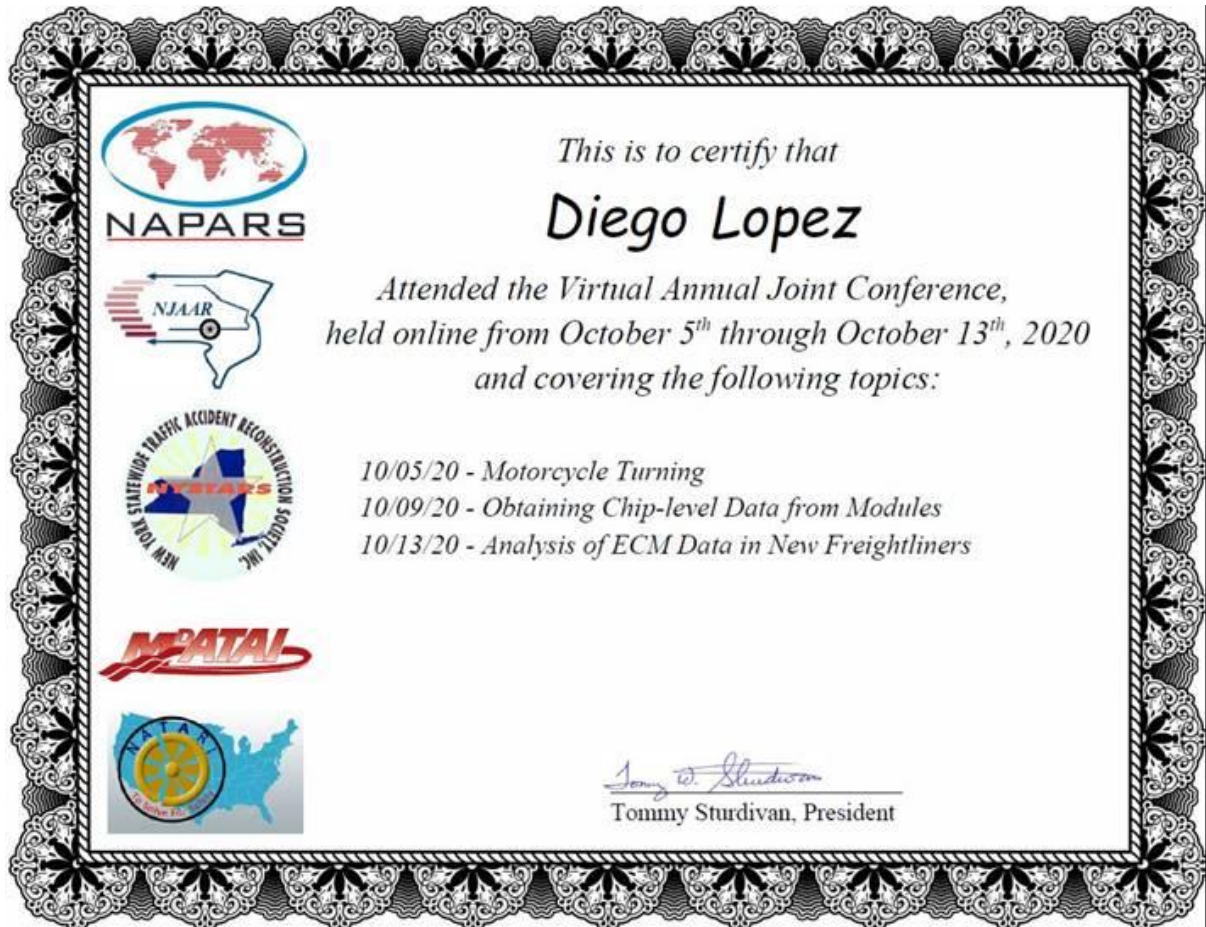 NAPARS
NJAAR
NEW YORK STATEWIDE TRAFFIC ACCIDENT RECONSTRUCTION SOCIETY, INC.
NYSTARS
MDATAI
NATARI
This is to certify that
Diego Lopez
Attended the Virtual Annual Joint Conference,
held online from October 5th through October 13th, 2020
and covering the following topics:
10/05/20 - Motorcycle Turning
10/09/20 - Obtaining Chip-level Data from Modules
10/13/20 - Analysis of ECM Data in New Freightliners
Tommy W. Sturdivan
Tommy Sturdivan, President